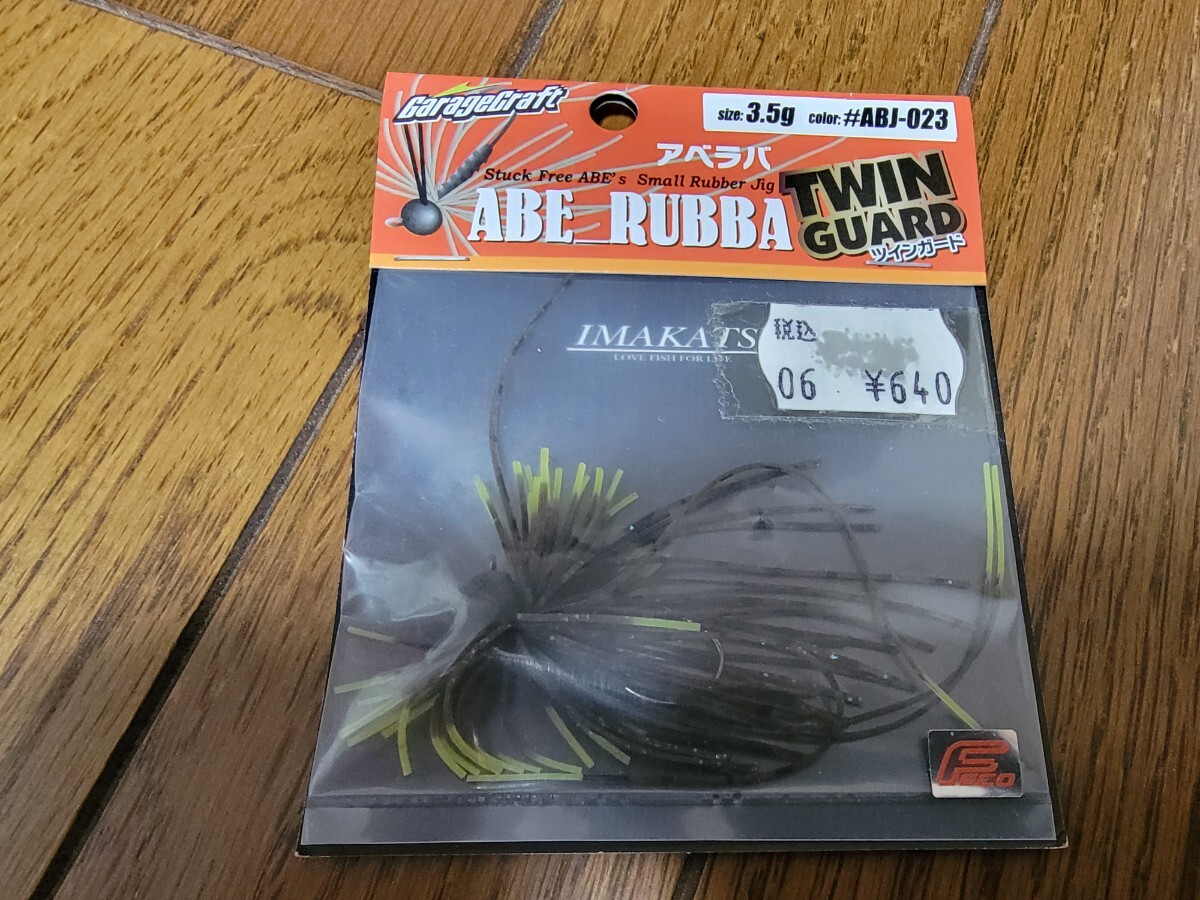 GarageCraft
size: 3.5g color: #ABJ-023
アベラバ
Stuck Free ABE's Small Rubber Jig
ABE_RUBBA
TWIN
GUARD
ツインガード
IMAKATS
LOVE FISH FOR LIFE
税込
06 ¥640
FECO